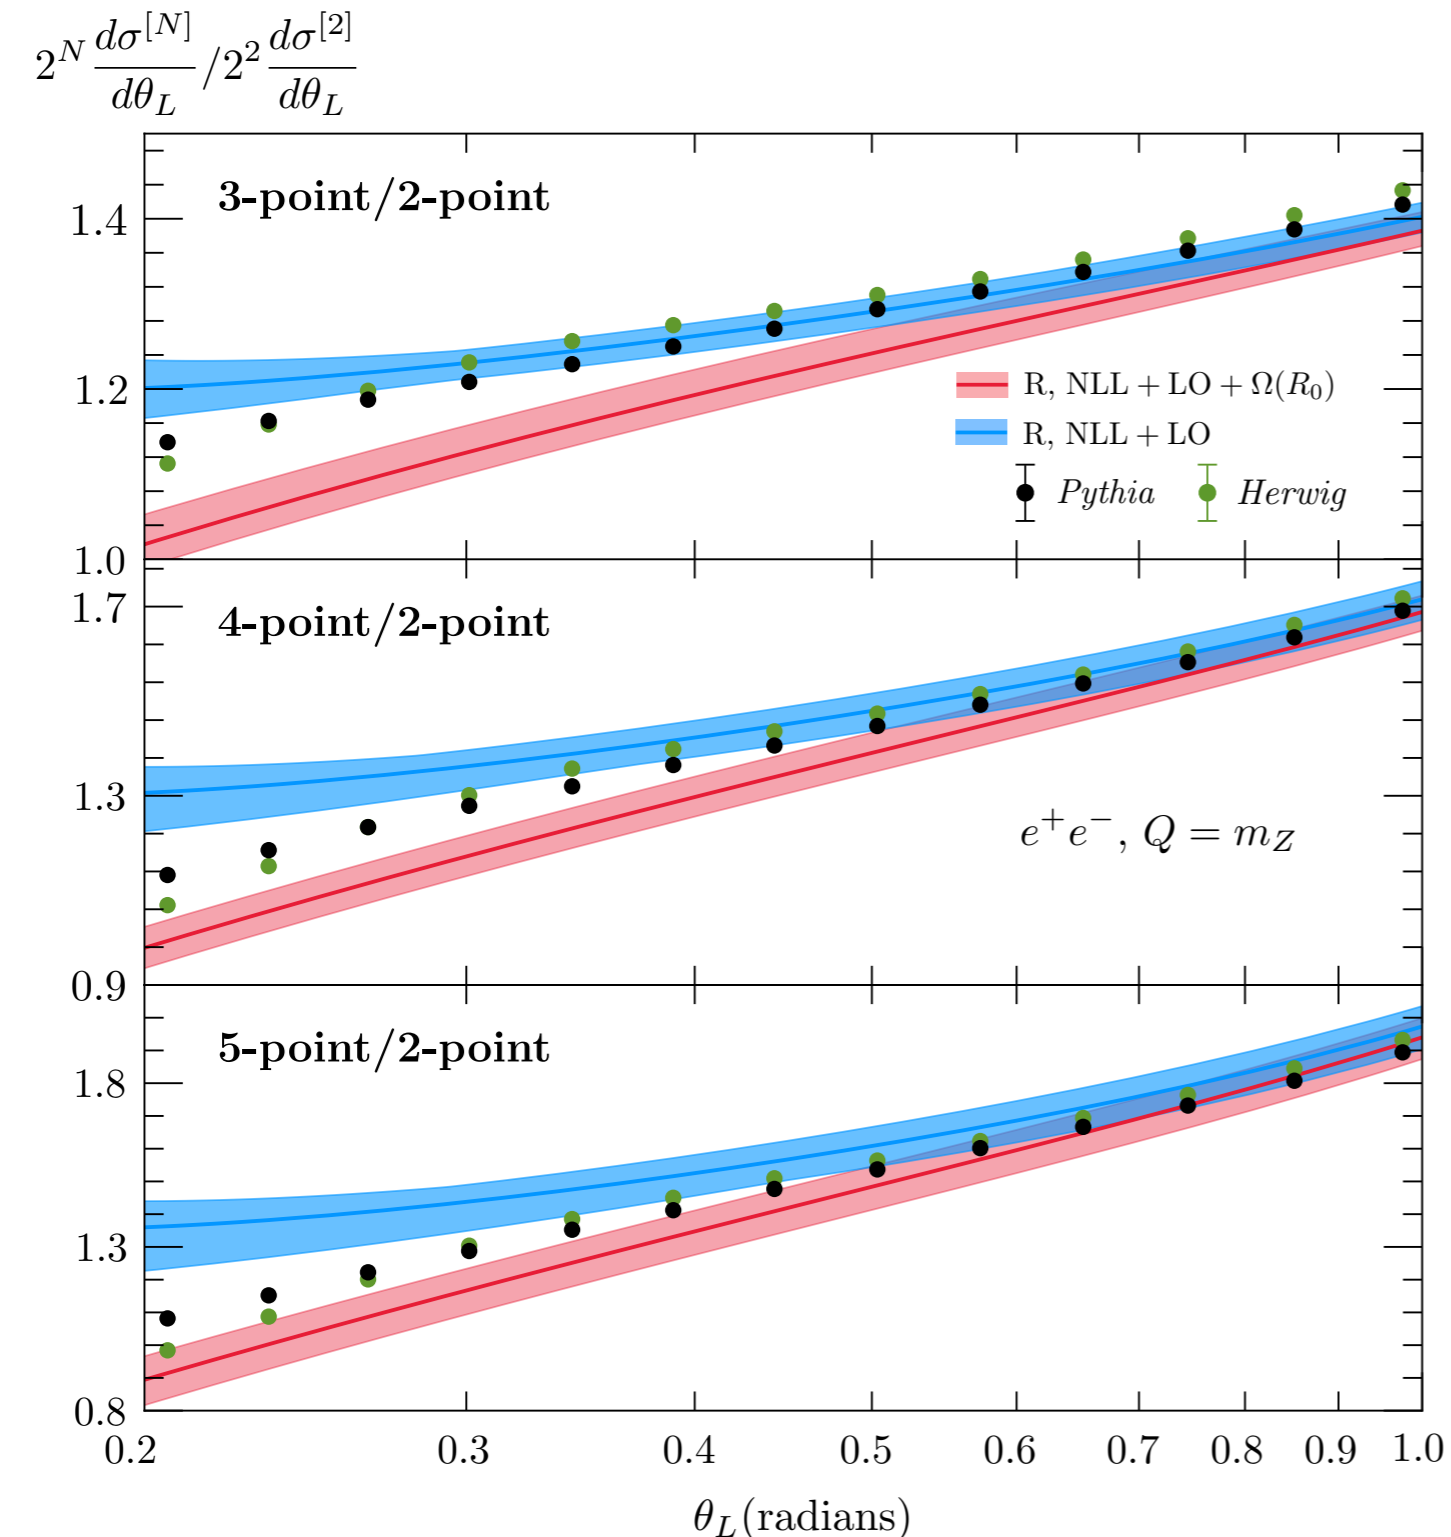 2^N dσ^[N]/dθ_L / 2^2 dσ^[2]/dθ_L
3-point/2-point
1.4
1.2
1.0
R, NLL + LO + Ω(R_0)
R, NLL + LO
Pythia Herwig
4-point/2-point
1.7
1.3
0.9
e^+e^-, Q = m_Z
5-point/2-point
1.8
1.3
0.8
0.2 0.3 0.4 0.5 0.6 0.7 0.8 0.9 1.0
θ_L(radians)